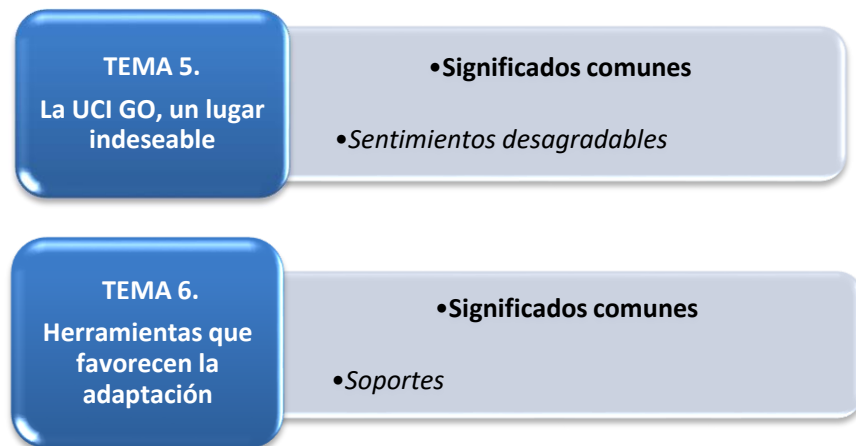 TEMA 5.
La UCI GO, un lugar
indeseable
•Significados comunes
•Sentimientos desagradables
TEMA 6.
Herramientas que
favorecen la
adaptación
•Significados comunes
•Soportes